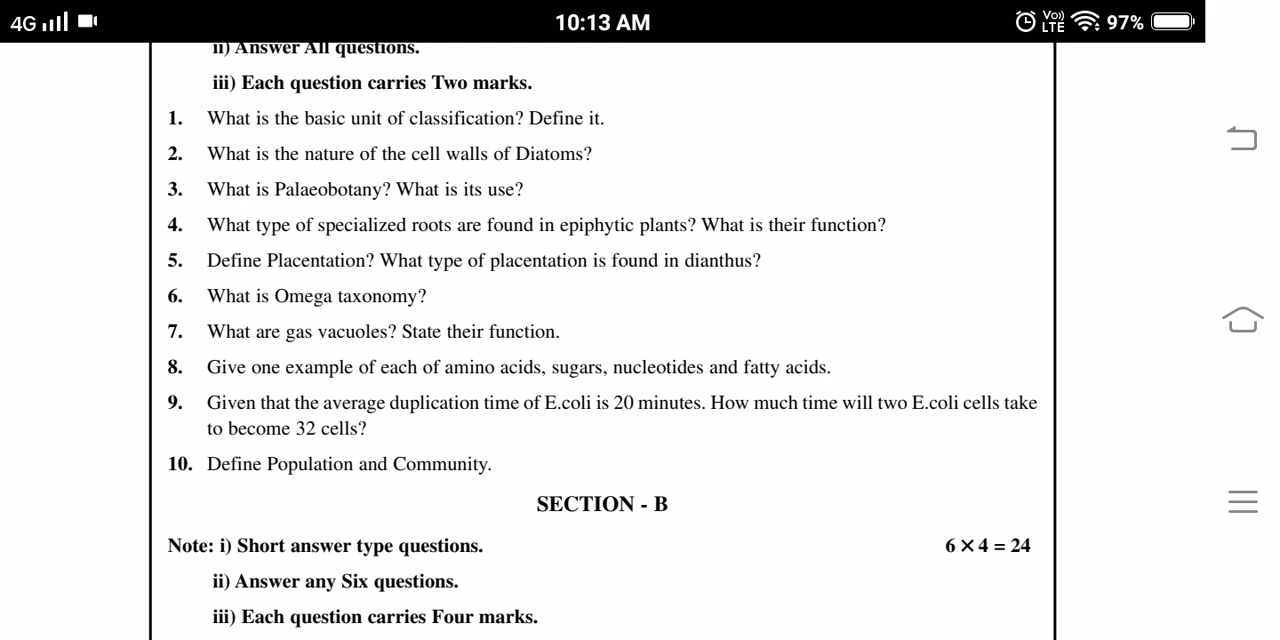 4G 10:13 AM Vo)) LTE 97%
ii) Answer All questions.
iii) Each question carries Two marks.
1. What is the basic unit of classification? Define it.
2. What is the nature of the cell walls of Diatoms?
3. What is Palaeobotany? What is its use?
4. What type of specialized roots are found in epiphytic plants? What is their function?
5. Define Placentation? What type of placentation is found in dianthus?
6. What is Omega taxonomy?
7. What are gas vacuoles? State their function.
8. Give one example of each of amino acids, sugars, nucleotides and fatty acids.
9. Given that the average duplication time of E.coli is 20 minutes. How much time will two E.coli cells take
to become 32 cells?
10. Define Population and Community.
SECTION - B
Note: i) Short answer type questions. 6 × 4 = 24
ii) Answer any Six questions.
iii) Each question carries Four marks.